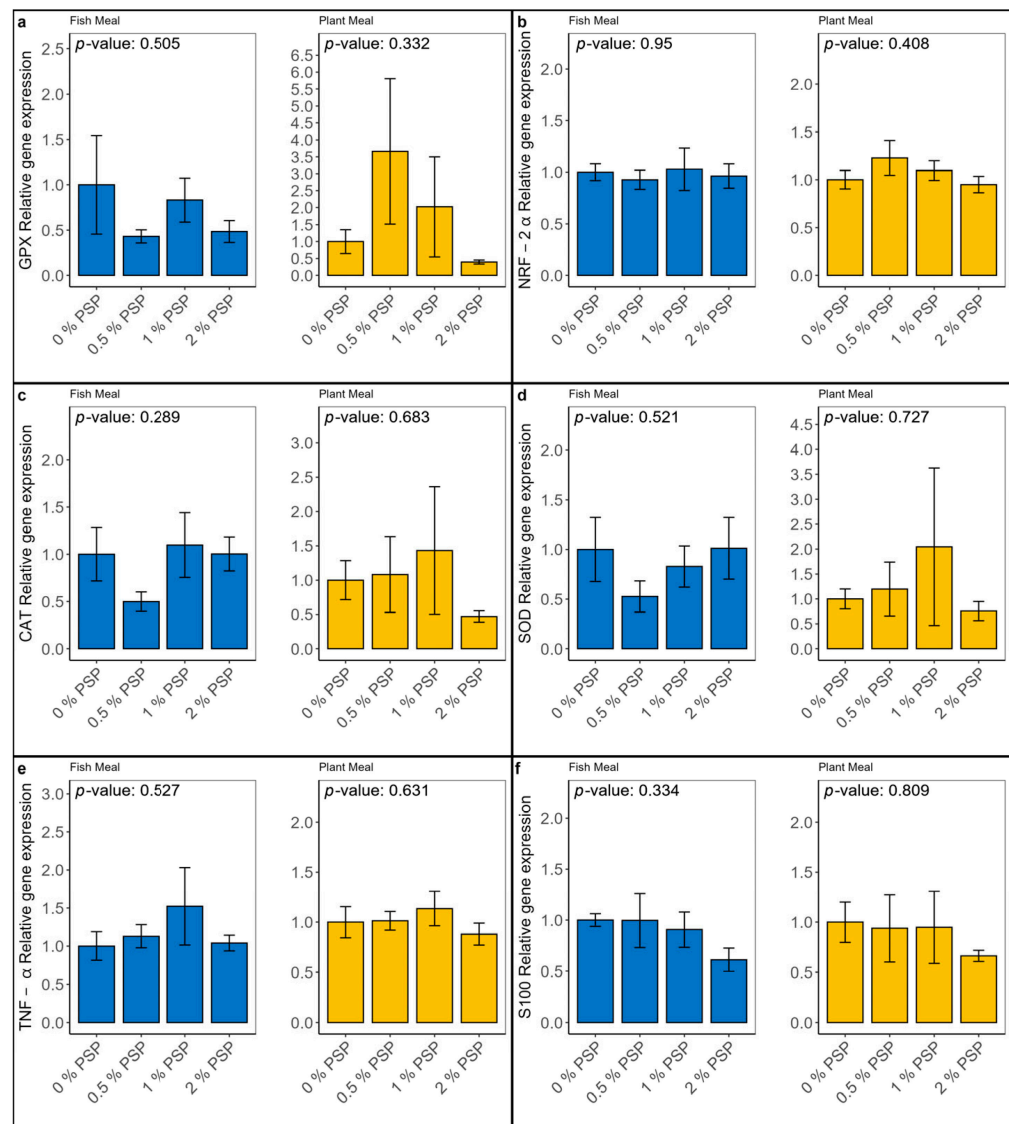 a
Fish Meal
Plant Meal
GPX Relative gene expression
p-value: 0.505
2.5
2.0
1.5
1.0
0.5
0.0
0 % PSP
0.5 % PSP
1 % PSP
2 % PSP
p-value: 0.332
6.5
6.0
5.5
5.0
4.5
4.0
3.5
3.0
2.5
2.0
1.5
1.0
0.5
0.0
0 % PSP
0.5 % PSP
1 % PSP
2 % PSP
b
Fish Meal
Plant Meal
NRF − 2 α Relative gene expression
p-value: 0.95
2.0
1.5
1.0
0.5
0.0
0 % PSP
0.5 % PSP
1 % PSP
2 % PSP
p-value: 0.408
2.0
1.5
1.0
0.5
0.0
0 % PSP
0.5 % PSP
1 % PSP
2 % PSP
c
Fish Meal
Plant Meal
CAT Relative gene expression
p-value: 0.289
2.0
1.5
1.0
0.5
0.0
0 % PSP
0.5 % PSP
1 % PSP
2 % PSP
p-value: 0.683
3.0
2.5
2.0
1.5
1.0
0.5
0.0
0 % PSP
0.5 % PSP
1 % PSP
2 % PSP
d
Fish Meal
Plant Meal
SOD Relative gene expression
p-value: 0.521
2.0
1.5
1.0
0.5
0.0
0 % PSP
0.5 % PSP
1 % PSP
2 % PSP
p-value: 0.727
4.5
4.0
3.5
3.0
2.5
2.0
1.5
1.0
0.5
0.0
0 % PSP
0.5 % PSP
1 % PSP
2 % PSP
e
Fish Meal
Plant Meal
TNF − α Relative gene expression
p-value: 0.527
3.0
2.5
2.0
1.5
1.0
0.5
0.0
0 % PSP
0.5 % PSP
1 % PSP
2 % PSP
p-value: 0.631
2.0
1.5
1.0
0.5
0.0
0 % PSP
0.5 % PSP
1 % PSP
2 % PSP
f
Fish Meal
Plant Meal
S100 Relative gene expression
p-value: 0.334
2.0
1.5
1.0
0.5
0.0
0 % PSP
0.5 % PSP
1 % PSP
2 % PSP
p-value: 0.809
2.0
1.5
1.0
0.5
0.0
0 % PSP
0.5 % PSP
1 % PSP
2 % PSP